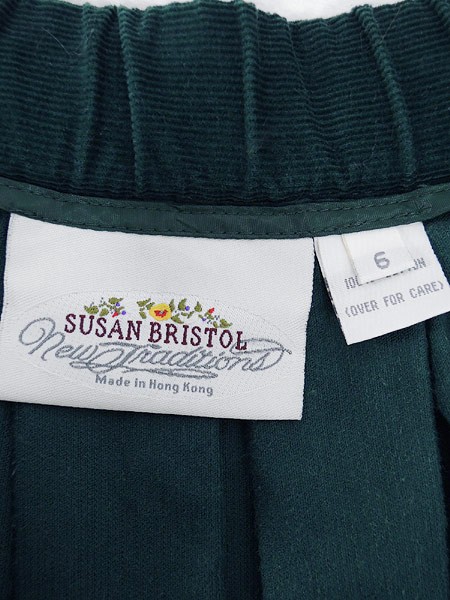 SUSAN BRISTOL
New Traditions
Made in Hong Kong
6
(OVER FOR CARE)